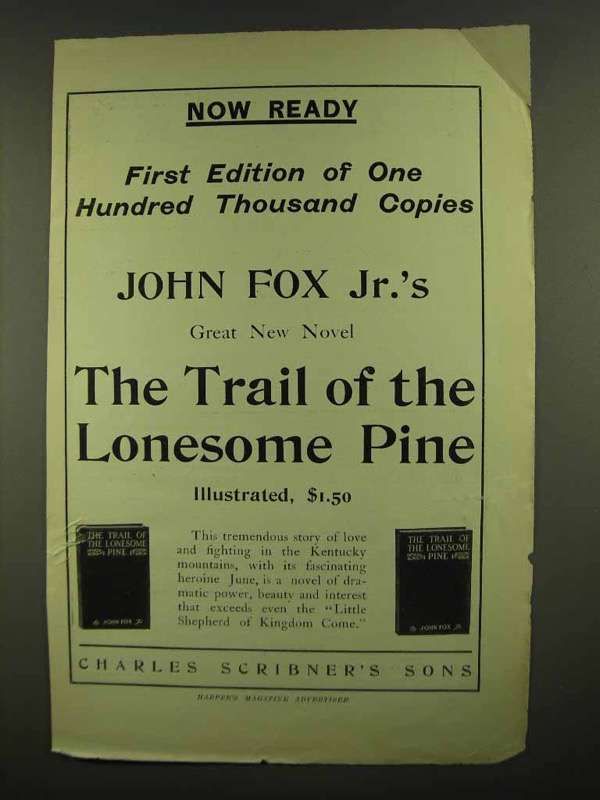 NOW READY
First Edition of One
Hundred Thousand Copies
JOHN FOX Jr.'s
Great New Novel
The Trail of the
Lonesome Pine
Illustrated, $1.50
THE TRAIL OF
THE LONESOME
PINE
JOHN FOX Jr.
This tremendous story of love
and fighting in the Kentucky
mountains, with its fascinating
heroine June, is a novel of dra-
matic power, beauty and interest
that exceeds even the "Little
Shepherd of Kingdom Come."
THE TRAIL OF
THE LONESOME
PINE
JOHN FOX Jr.
CHARLES SCRIBNER'S SONS
HARPER'S MAGAZINE ADVERTISER